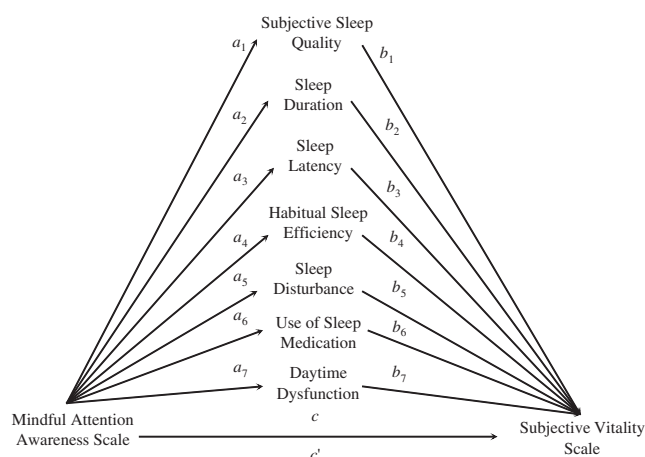 Subjective Sleep
Quality
a1
b1
Sleep
Duration
a2
b2
Sleep
Latency
a3
b3
Habitual Sleep
Efficiency
a4
b4
Sleep
Disturbance
a5
b5
Use of Sleep
Medication
a6
b6
Daytime
Dysfunction
a7
b7
Mindful Attention
Awareness Scale
c
c'
Subjective Vitality
Scale